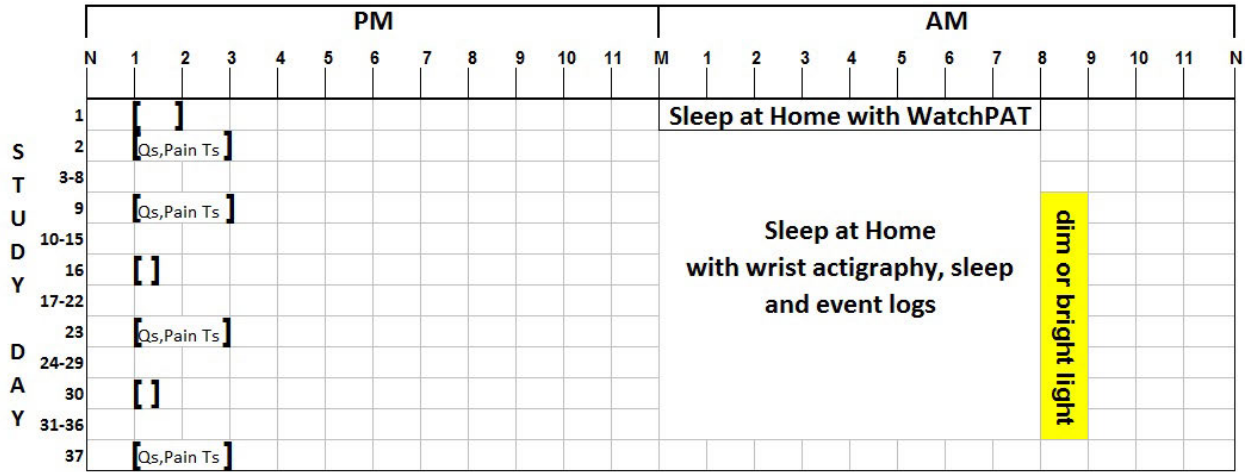 PM AM
N 1 2 3 4 5 6 7 8 9 10 11 M 1 2 3 4 5 6 7 8 9 10 11 N
STUDY DAY
1 [ ] Sleep at Home with WatchPAT
2 [Qs,Pain Ts]
3-8
9 [Qs,Pain Ts]
10-15
16 [ ]
17-22
23 [Qs,Pain Ts]
24-29
30 [ ]
31-36
37 [Qs,Pain Ts]
Sleep at Home
with wrist actigraphy, sleep
and event logs
dim or bright light